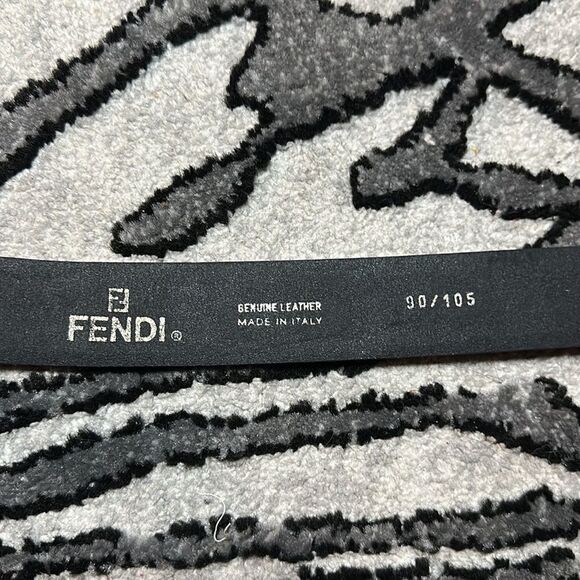 FENDI®
GENUINE LEATHER
MADE IN ITALY
90/105